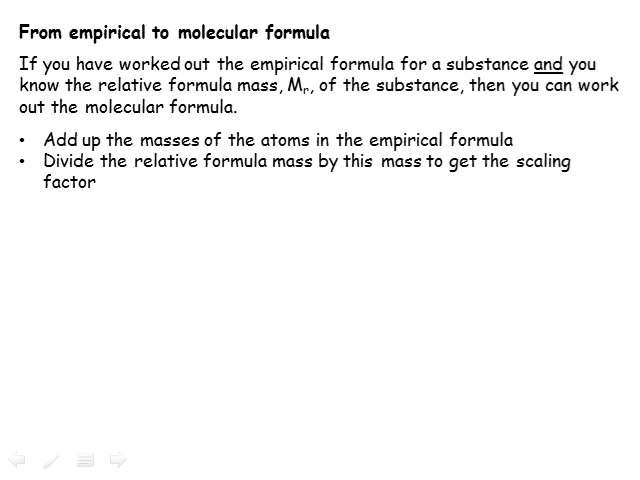 From empirical to molecular formula
If you have worked out the empirical formula for a substance and you
know the relative formula mass, Mᵣ, of the substance, then you can work
out the molecular formula.
• Add up the masses of the atoms in the empirical formula
• Divide the relative formula mass by this mass to get the scaling
factor